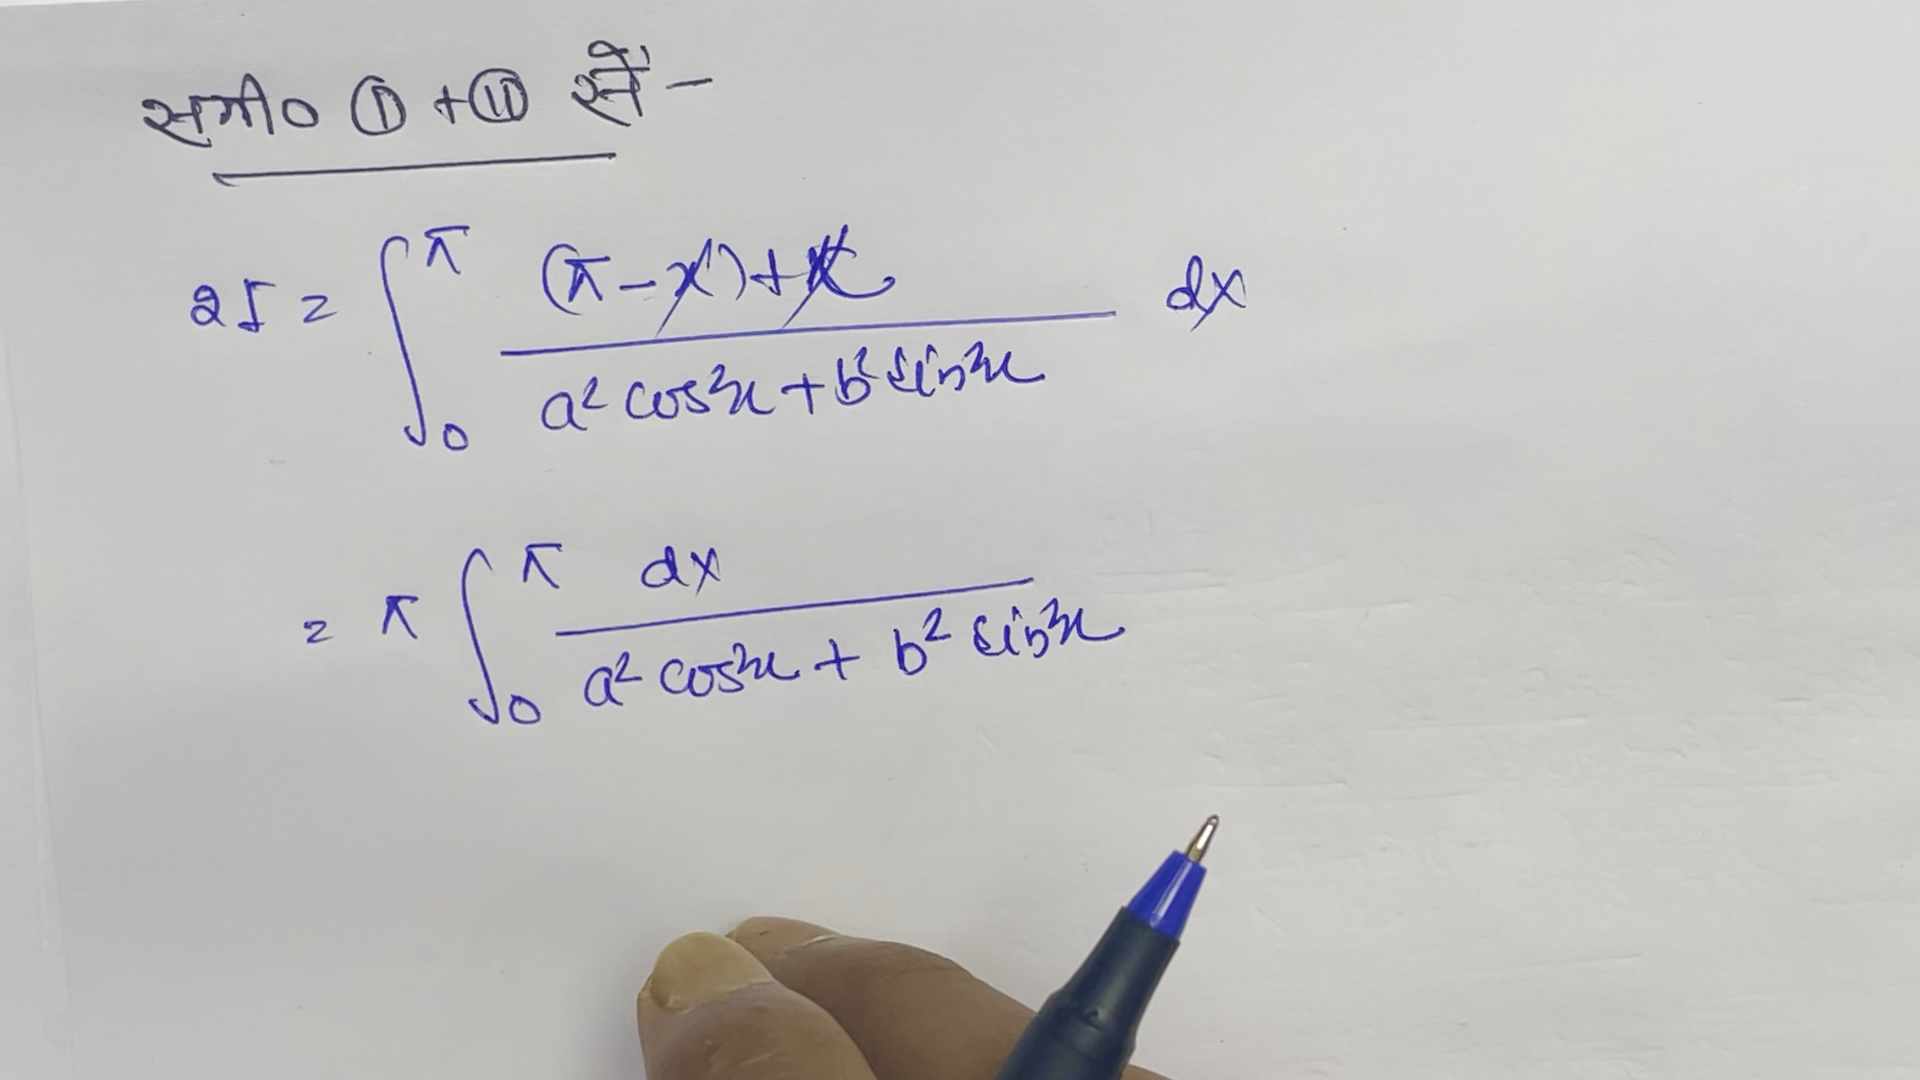 समी० (I) + (II) से -
2I = ∫₀^π (π-x)+x / a² cos²x + b² sin²x dx
= π ∫₀^π dx / a² cos²x + b² sin²x